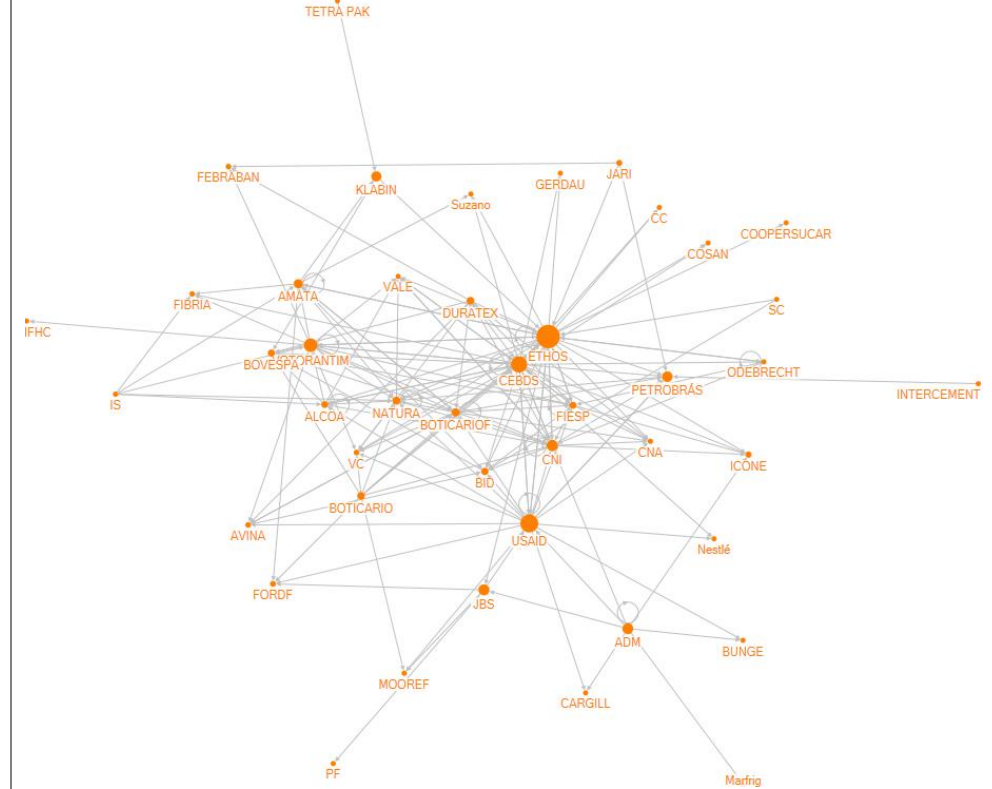 TETRA PAK
FEBRABAN
KLABIN
Suzano
GERDAU
JARI
CC
COOPERSUCAR
COSAN
AMATA
VALE
FIBRIA
DURATEX
SC
IFHC
ETHOS
BOVESPA
VOTORANTIM
CEBDS
ODEBRECHT
PETROBRÁS
INTERCEMENT
IS
ALCOA
NATURA
BOTICARIOF
FIESP
CNA
VC
CNI
ICONE
BID
BOTICARIO
AVINA
USAID
Nestlé
FORDF
JBS
ADM
BUNGE
MOOREF
CARGILL
PF
Marfrig